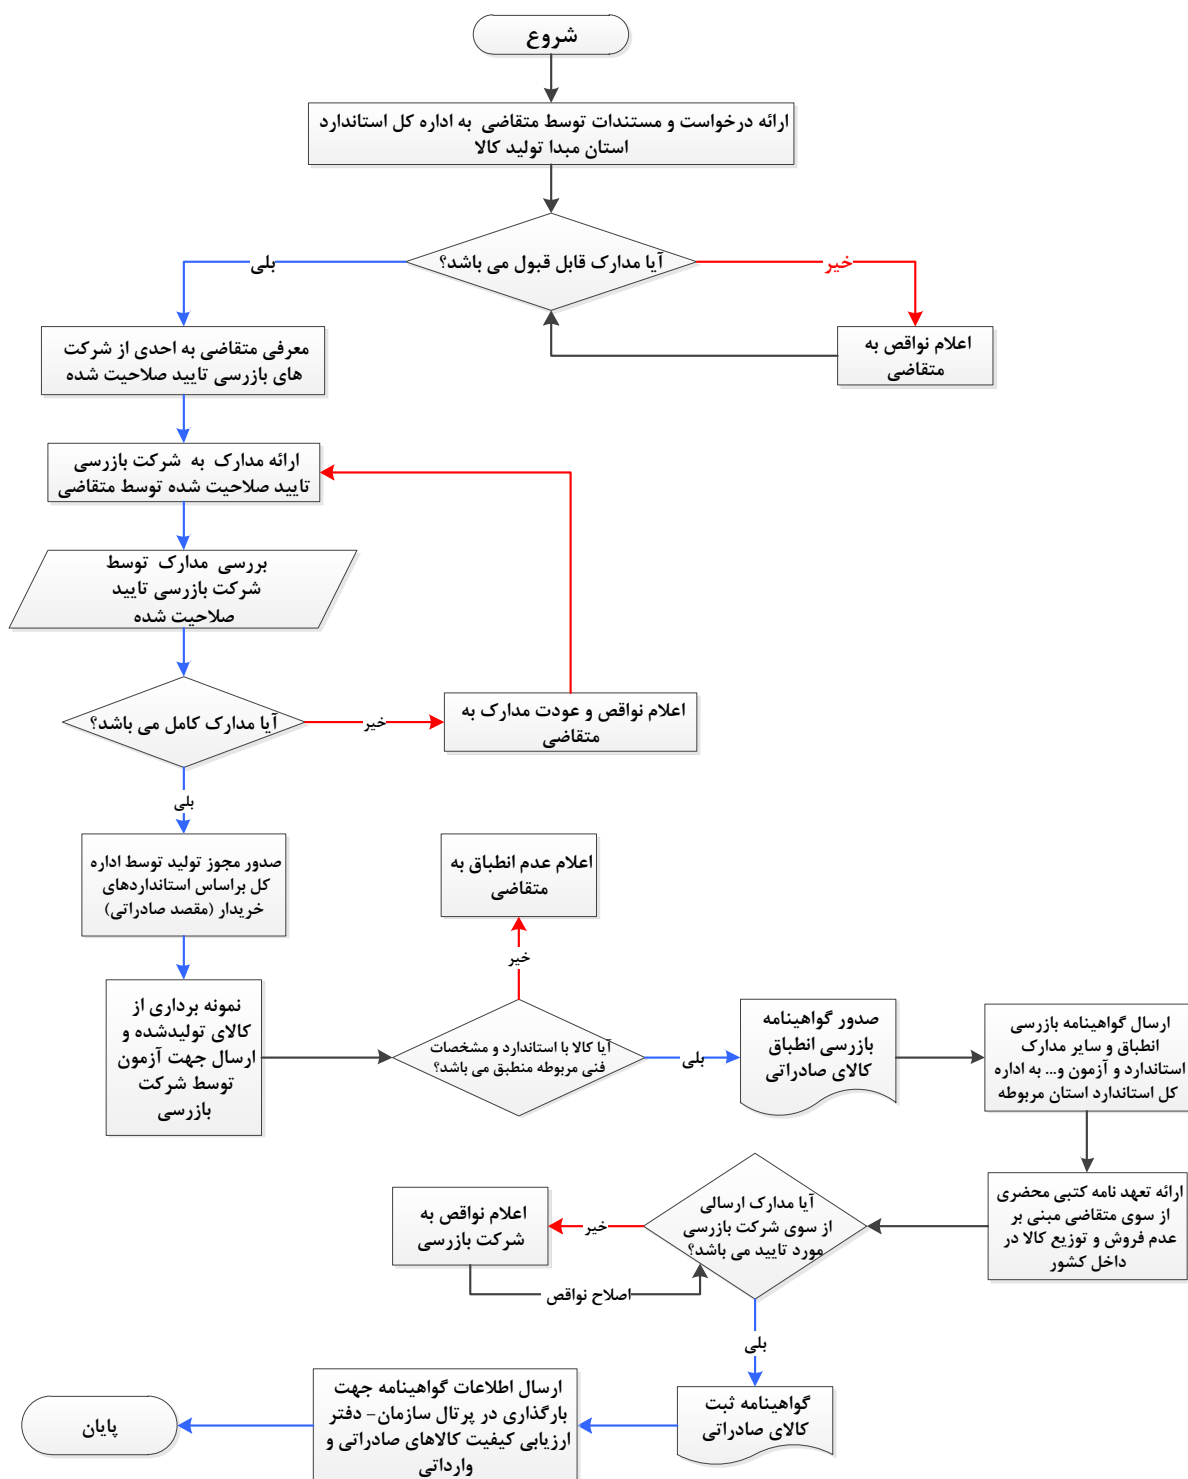 شروع
ارائه درخواست و مستندات توسط متقاضی به اداره کل استاندارد
استان مبدا تولید کالا
آیا مدارک قابل قبول می باشد؟
بلی
خیر
اعلام نواقص به
متقاضی
معرفی متقاضی به احدی از شرکت
های بازرسی تایید صلاحیت شده
ارائه مدارک به شرکت بازرسی
تایید صلاحیت شده توسط متقاضی
بررسی مدارک توسط
شرکت بازرسی تایید
صلاحیت شده
آیا مدارک کامل می باشد؟
خیر
اعلام نواقص و عودت مدارک به
متقاضی
بلی
صدور مجوز تولید توسط اداره
کل براساس استانداردهای
خریدار (مقصد صادراتی)
نمونه برداری از
کالای تولیدشده و
ارسال جهت آزمون
توسط شرکت
بازرسی
آیا کالا با استاندارد و مشخصات
فنی مربوطه منطبق می باشد؟
خیر
اعلام عدم انطباق به
متقاضی
بلی
صدور گواهینامه
بازرسی انطباق
کالای صادراتی
ارسال گواهینامه بازرسی
انطباق و سایر مدارک
استاندارد و آزمون و... به اداره
کل استاندارد استان مربوطه
ارائه تعهد نامه کتبی محضری
از سوی متقاضی مبنی بر
عدم فروش و توزیع کالا در
داخل کشور
آیا مدارک ارسالی
از سوی شرکت بازرسی
مورد تایید می باشد؟
خیر
اعلام نواقص به
شرکت بازرسی
اصلاح نواقص
بلی
گواهینامه ثبت
کالای صادراتی
ارسال اطلاعات گواهینامه جهت
بارگذاری در پرتال سازمان- دفتر
ارزیابی کیفیت کالاهای صادراتی و
وارداتی
پایان